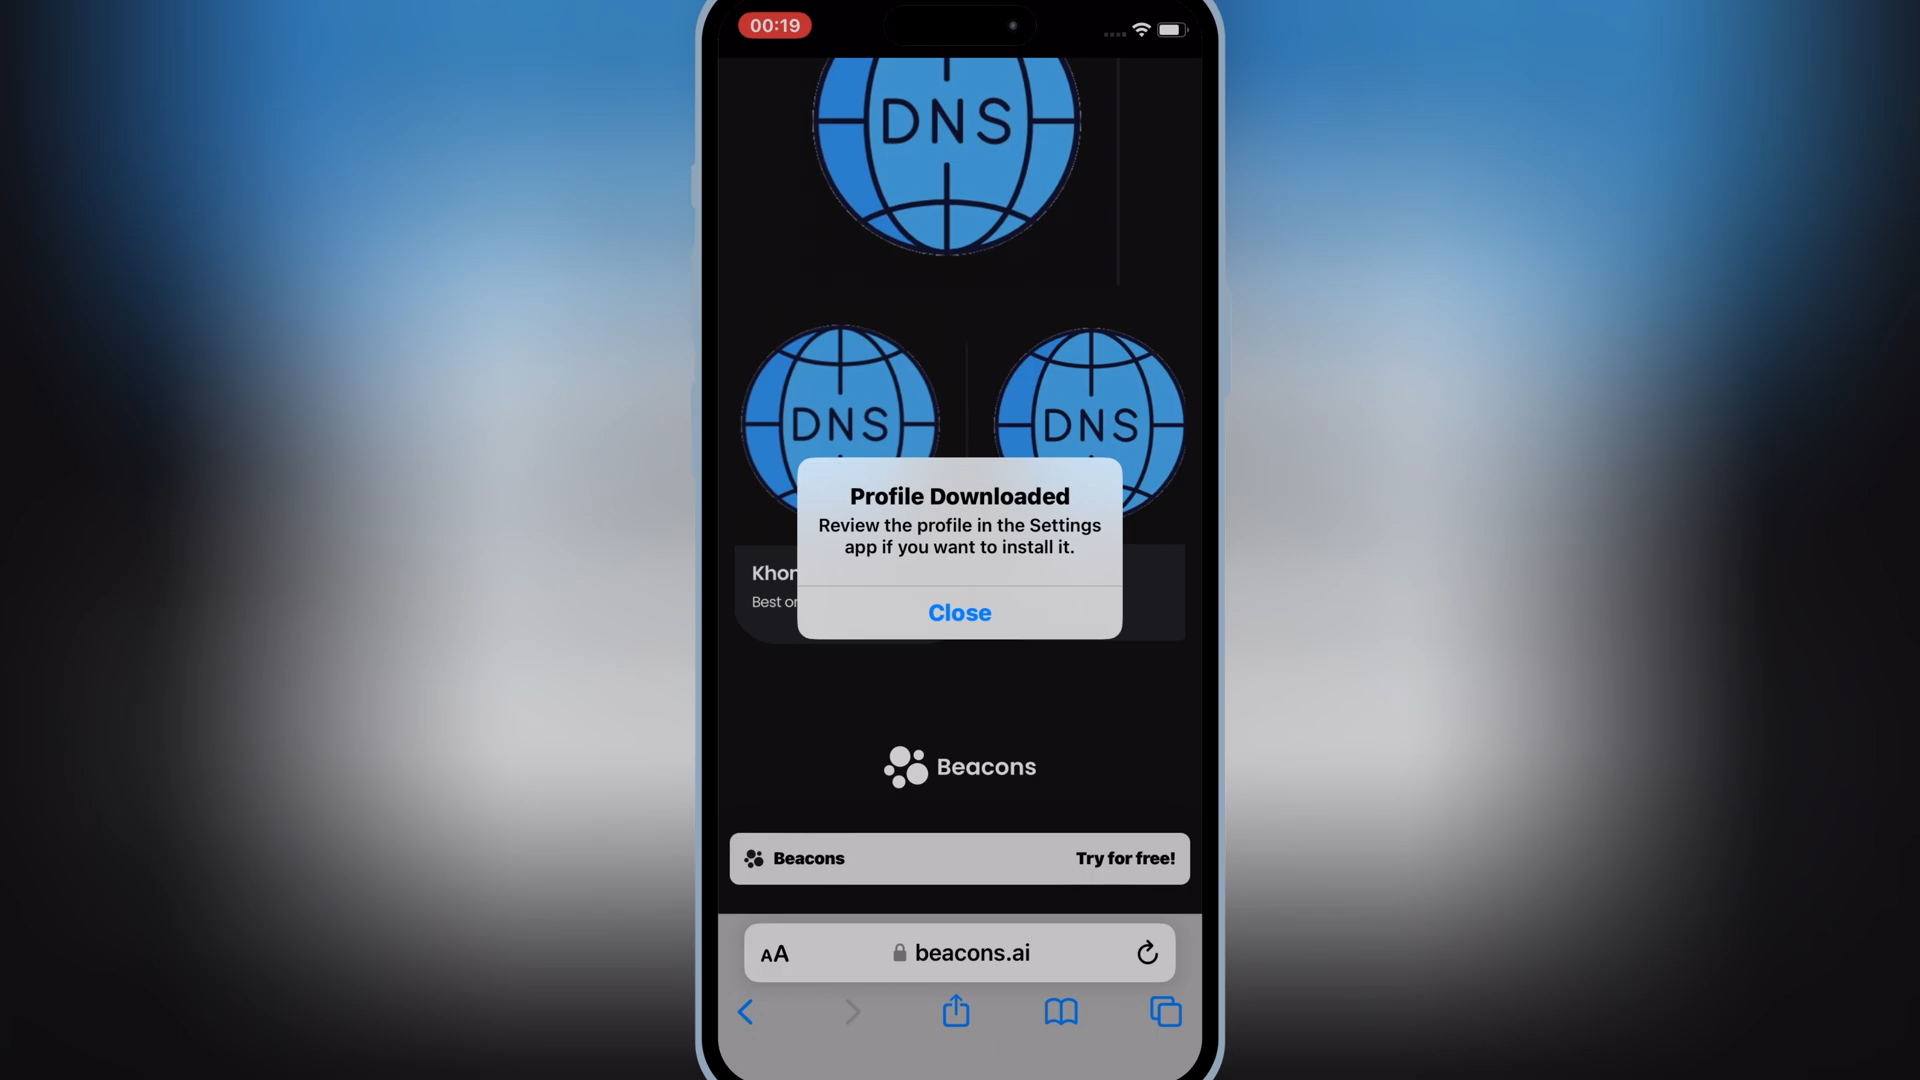 00:19
DNS
DNS
DNS
Profile Downloaded
Review the profile in the Settings
app if you want to install it.
Close
Beacons
Beacons
Try for free!
AA
beacons.ai